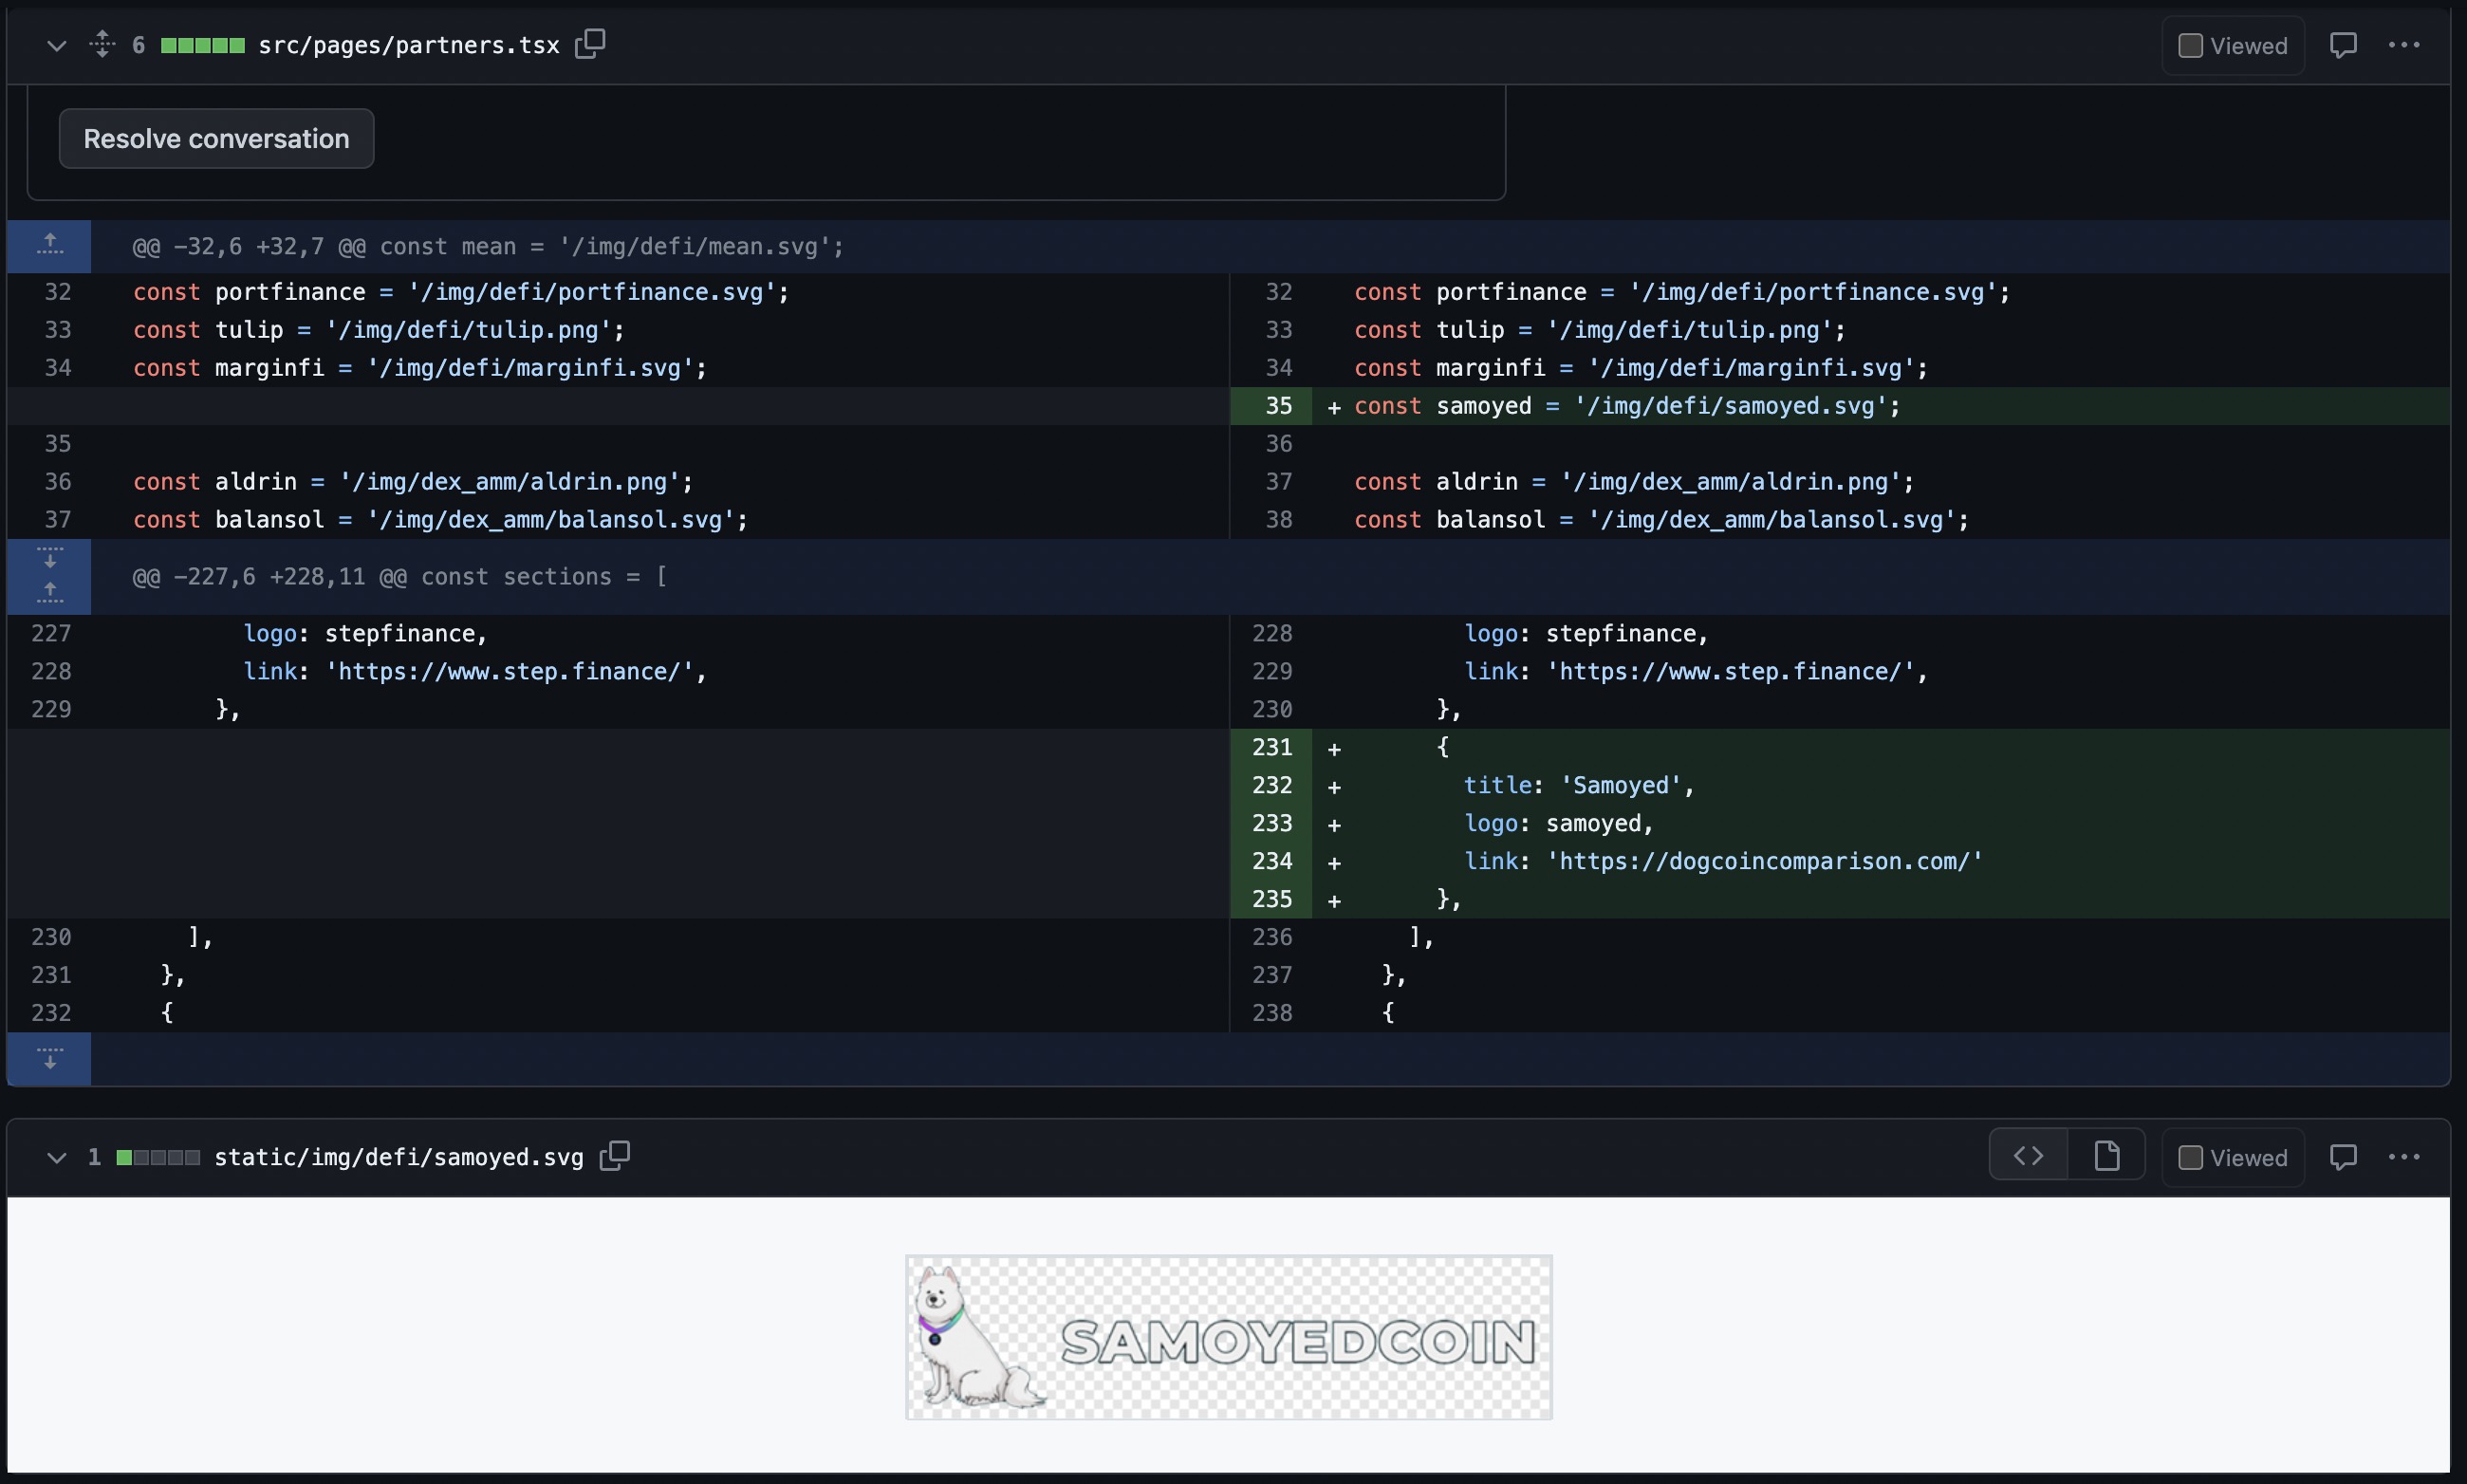 6 src/pages/partners.tsx Viewed
Resolve conversation
@@ -32,6 +32,7 @@ const mean = '/img/defi/mean.svg';
32 const portfinance = '/img/defi/portfinance.svg'; 32 const portfinance = '/img/defi/portfinance.svg';
33 const tulip = '/img/defi/tulip.png'; 33 const tulip = '/img/defi/tulip.png';
34 const marginfi = '/img/defi/marginfi.svg'; 34 const marginfi = '/img/defi/marginfi.svg';
35 + const samoyed = '/img/defi/samoyed.svg';
35 36
36 const aldrin = '/img/dex_amm/aldrin.png'; 37 const aldrin = '/img/dex_amm/aldrin.png';
37 const balansol = '/img/dex_amm/balansol.svg'; 38 const balansol = '/img/dex_amm/balansol.svg';
@@ -227,6 +228,11 @@ const sections = [
227 logo: stepfinance, 228 logo: stepfinance,
228 link: 'https://www.step.finance/', 229 link: 'https://www.step.finance/',
229 }, 230 },
231 + {
232 + title: 'Samoyed',
233 + logo: samoyed,
234 + link: 'https://dogcoincomparison.com/'
235 + },
230 ], 236 ],
231 }, 237 },
232 { 238 {
1 static/img/defi/samoyed.svg <> Viewed
SAMOYEDCOIN